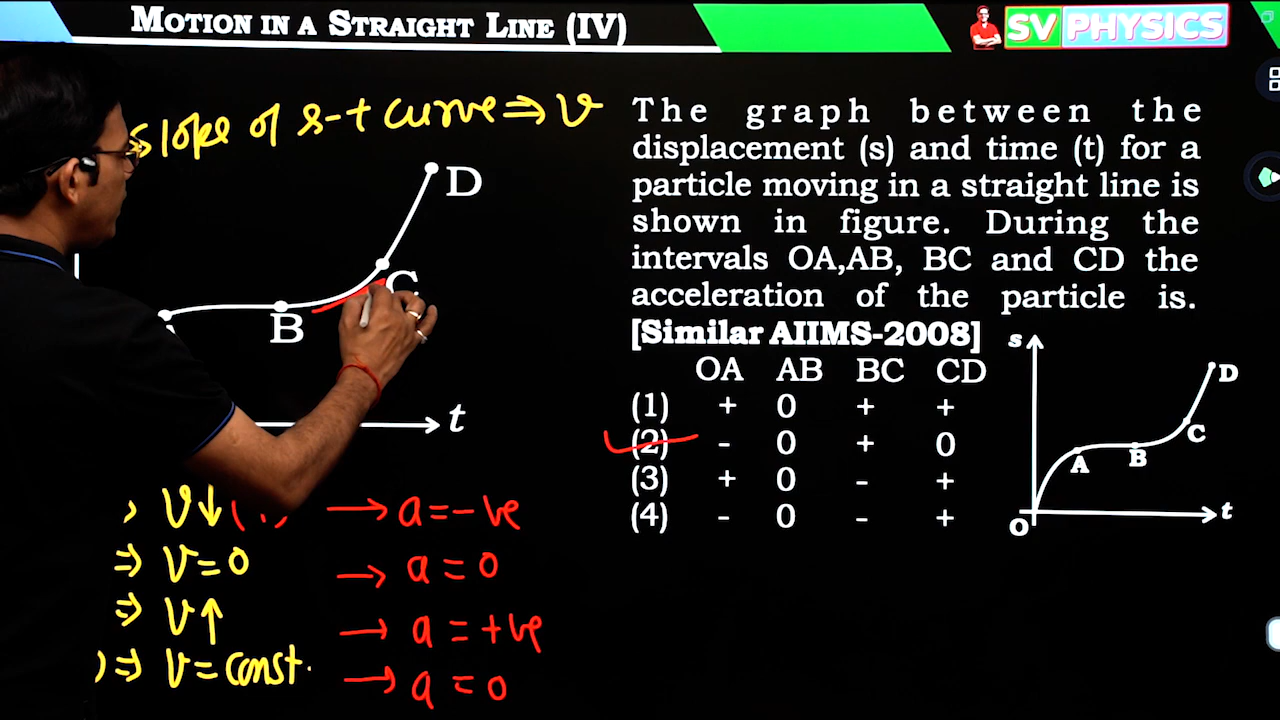 MOTION IN A STRAIGHT LINE (IV)
SV PHYSICS
slope of s-t curve ⇒ v
D
C
B
t
⇒ v↓ → a = -ve
⇒ v = 0 → a = 0
⇒ v↑ → a = +ve
) ⇒ v = const. → a = 0
The graph between the
displacement (s) and time (t) for a
particle moving in a straight line is
shown in figure. During the
intervals OA,AB, BC and CD the
acceleration of the particle is.
[Similar AIIMS-2008]
OA AB BC CD
(1) + 0 + +
(2) - 0 + 0
(3) + 0 - +
(4) - 0 - +
s
D
C
A
B
O
t